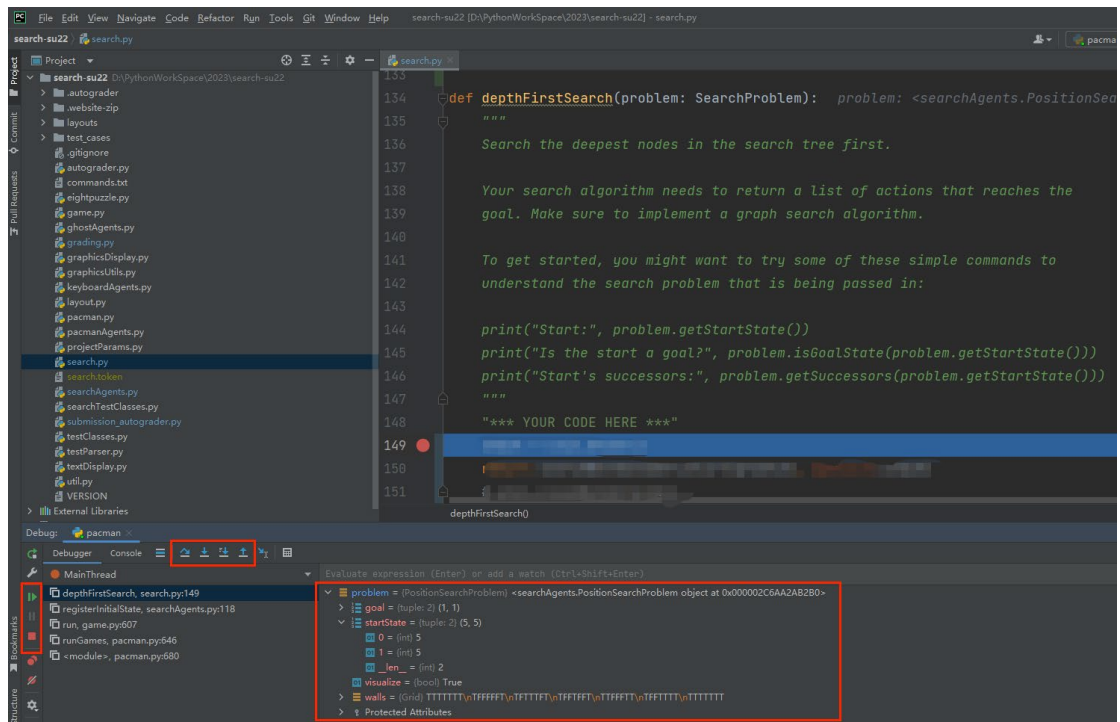 PC File Edit View Navigate Code Refactor Run Tools Git Window Help search-su22 [D:\PythonWorkSpace\2023\search-su22] - search.py
search-su22 search.py pacma
Project
search-su22 D:\PythonWorkSpace\2023\search-su22
.autograder
.website-zip
layouts
test_cases
.gitignore
autograder.py
commands.txt
eightpuzzle.py
game.py
ghostAgents.py
grading.py
graphicsDisplay.py
graphicsUtils.py
keyboardAgents.py
layout.py
pacman.py
pacmanAgents.py
projectParams.py
search.py
search.token
searchAgents.py
searchTestClasses.py
submission_autograder.py
testClasses.py
testParser.py
textDisplay.py
util.py
VERSION
External Libraries
Project
Commit
Pull Requests
Bookmarks
Structure
search.py
133
134 def depthFirstSearch(problem: SearchProblem): problem: <searchAgents.PositionSea
135 """
136 Search the deepest nodes in the search tree first.
137
138 Your search algorithm needs to return a list of actions that reaches the
139 goal. Make sure to implement a graph search algorithm.
140
141 To get started, you might want to try some of these simple commands to
142 understand the search problem that is being passed in:
143
144 print("Start:", problem.getStartState())
145 print("Is the start a goal?", problem.isGoalState(problem.getStartState()))
146 print("Start's successors:", problem.getSuccessors(problem.getStartState()))
147 """
148 "*** YOUR CODE HERE ***"
149
150
151
depthFirstSearch()
Debug: pacman
Debugger Console
MainThread
depthFirstSearch, search.py:149
registerInitialState, searchAgents.py:118
run, game.py:607
runGames, pacman.py:646
<module>, pacman.py:680
Evaluate expression (Enter) or add a watch (Ctrl+Shift+Enter)
problem = {PositionSearchProblem} <searchAgents.PositionSearchProblem object at 0x000002C6AA2AB2B0>
goal = {tuple: 2} (1, 1)
startState = {tuple: 2} (5, 5)
0 = {int} 5
1 = {int} 5
__len__ = {int} 2
visualize = {bool} True
walls = {Grid} TTTTTTT\nTFFFFFT\nTFTTTFT\nTFFTFFT\nTTFFFTT\nTFFTTTT\nTTTTTTT
Protected Attributes